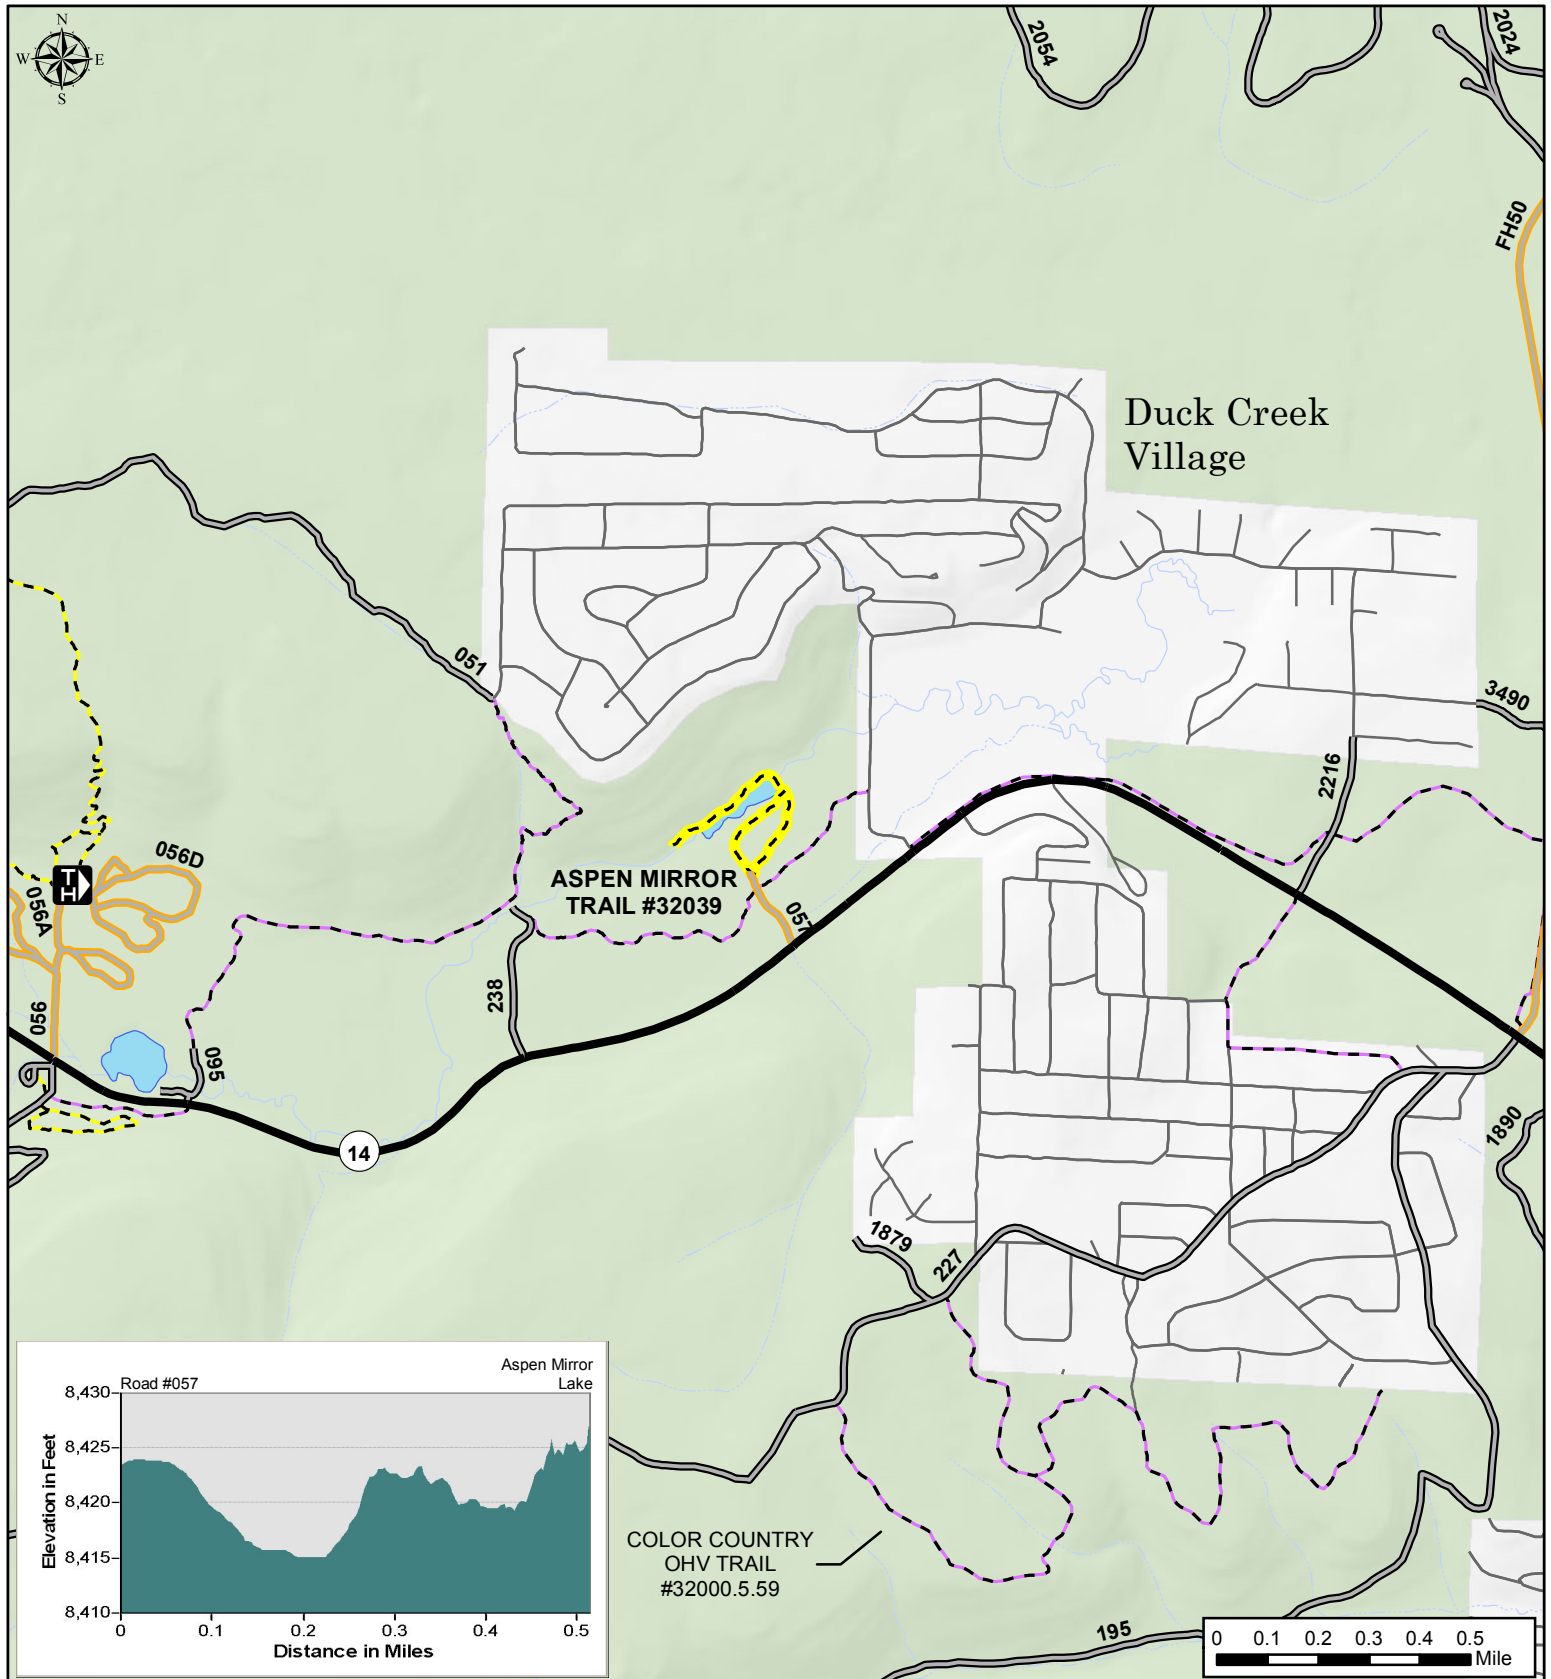 N
W E
S
2054
2024
FH50
Duck Creek
Village
051
3490
2216
056D
TH
056A
ASPEN MIRROR
TRAIL #32039
057
238
056
095
14
1890
1879
227
Aspen Mirror
Road #057 Lake
8,430
8,425
8,420
8,415
8,410
Elevation in Feet
0 0.1 0.2 0.3 0.4 0.5
Distance in Miles
COLOR COUNTRY
OHV TRAIL
#32000.5.59
195
0 0.1 0.2 0.3 0.4 0.5
Mile